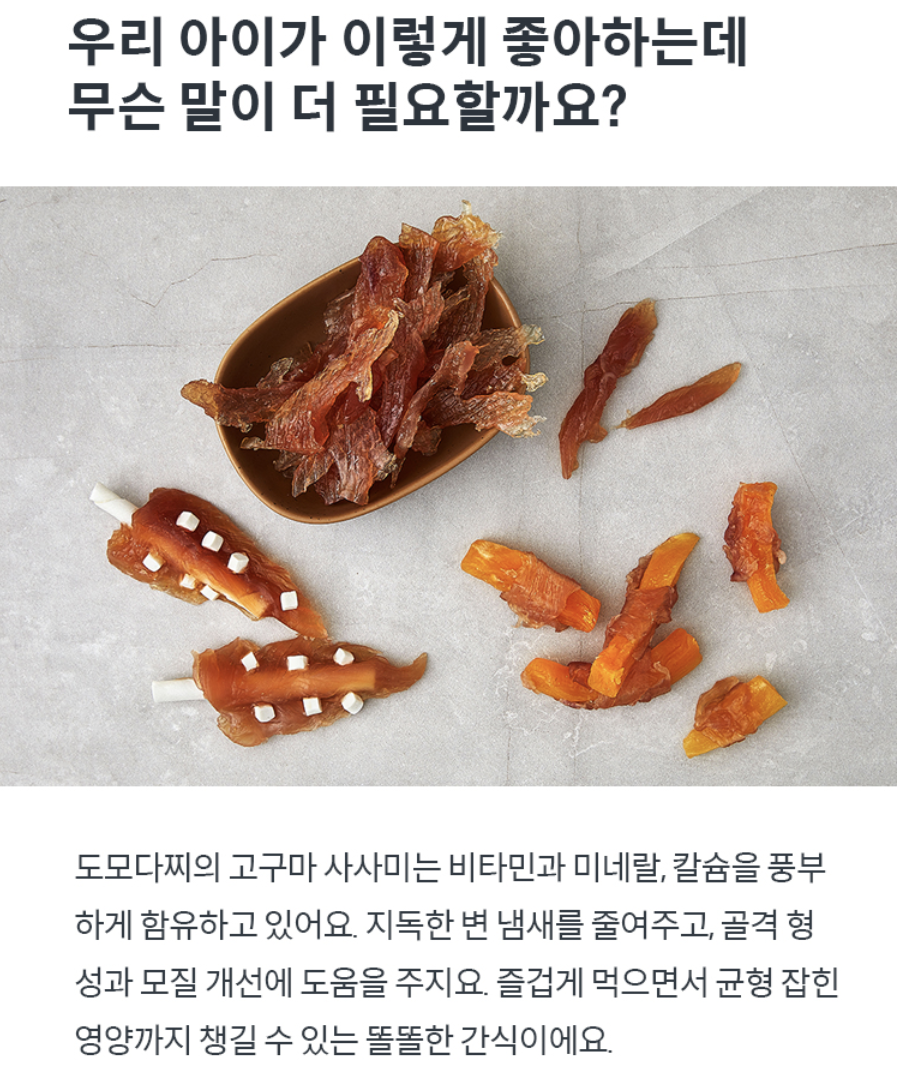 우리 아이가 이렇게 좋아하는데
무슨 말이 더 필요할까요?
도모다찌의 고구마 사사미는 비타민과 미네랄, 칼슘을 풍부
하게 함유하고 있어요. 지독한 변 냄새를 줄여주고, 골격 형
성과 모질 개선에 도움을 주지요. 즐겁게 먹으면서 균형 잡힌
영양까지 챙길 수 있는 똘똘한 간식이에요.